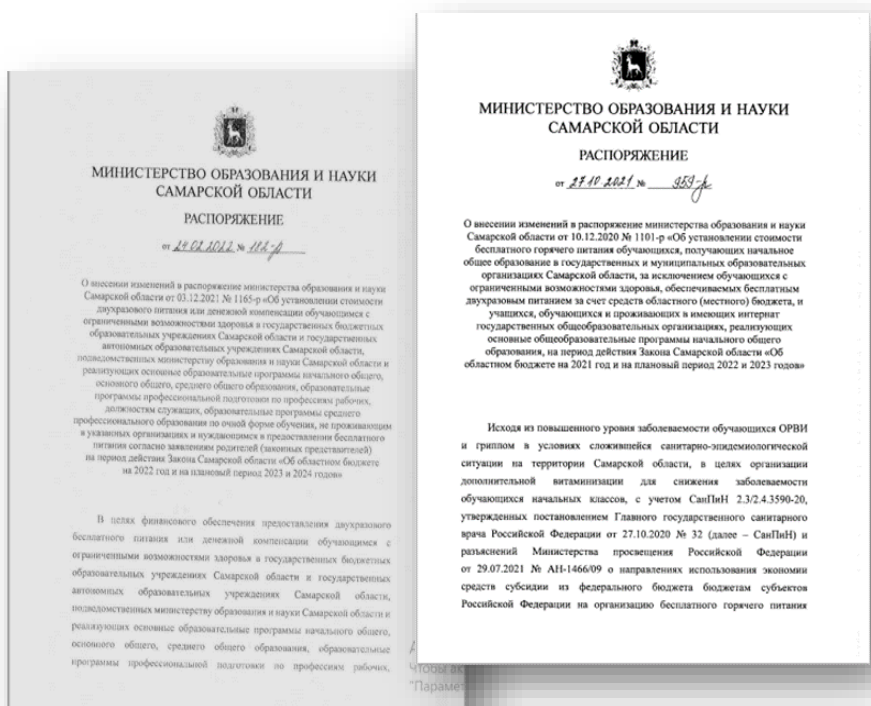 МИНИСТЕРСТВО ОБРАЗОВАНИЯ И НАУКИ
САМАРСКОЙ ОБЛАСТИ
РАСПОРЯЖЕНИЕ
от 24.02.2022 № 182-р
О внесении изменений в распоряжение министерства образования и науки
Самарской области от 03.12.2021 № 1165-р «Об установлении стоимости
двухразового питания или денежной компенсации обучающимся с
ограниченными возможностями здоровья в государственных бюджетных
образовательных учреждениях Самарской области и государственных
автономных образовательных учреждениях Самарской области,
подведомственных министерству образования и науки Самарской области и
реализующих основные образовательные программы начального общего,
основного общего, среднего общего образования, образовательные
программы профессиональной подготовки по профессиям рабочих,
должностям служащих, образовательные программы среднего
профессионального образования по очной форме обучения, не проживающим
в указанных организациях и нуждающимся в предоставлении бесплатного
питания согласно заявлениям родителей (законных представителей)
на период действия Закона Самарской области «Об областном бюджете
на 2022 год и на плановый период 2023 и 2024 годов»
В целях финансового обеспечения предоставления двухразового
бесплатного питания или денежной компенсации обучающимся с
ограниченными возможностями здоровья в государственных бюджетных
образовательных учреждениях Самарской области и государственных
автономных образовательных учреждениях Самарской области,
подведомственных министерству образования и науки Самарской области и
реализующих основные образовательные программы начального общего,
основного общего, среднего общего образования, образовательные
программы профессиональной подготовки по профессиям рабочих,
МИНИСТЕРСТВО ОБРАЗОВАНИЯ И НАУКИ
САМАРСКОЙ ОБЛАСТИ
РАСПОРЯЖЕНИЕ
от 27.10.2021 № 959-р
О внесении изменений в распоряжение министерства образования и науки
Самарской области от 10.12.2020 № 1101-р «Об установлении стоимости
бесплатного горячего питания обучающихся, получающих начальное
общее образование в государственных и муниципальных образовательных
организациях Самарской области, за исключением обучающихся с
ограниченными возможностями здоровья, обеспечиваемых бесплатным
двухразовым питанием за счет средств областного (местного) бюджета, и
учащихся, обучающихся и проживающих в имеющих интернат
государственных общеобразовательных организациях, реализующих
основные общеобразовательные программы начального общего
образования, на период действия Закона Самарской области «Об
областном бюджете на 2021 год и на плановый период 2022 и 2023 годов»
Исходя из повышенного уровня заболеваемости обучающихся ОРВИ
и гриппом в условиях сложившейся санитарно-эпидемиологической
ситуации на территории Самарской области, в целях организации
дополнительной витаминизации для снижения заболеваемости
обучающихся начальных классов, с учетом СанПиН 2.3/2.4.3590-20,
утвержденных постановлением Главного государственного санитарного
врача Российской Федерации от 27.10.2020 № 32 (далее – СанПиН) и
разъяснений Министерства просвещения Российской Федерации
от 29.07.2021 № АН-1466/09 о направлениях использования экономии
средств субсидии из федерального бюджета бюджетам субъектов
Российской Федерации на организацию бесплатного горячего питания
Чтобы